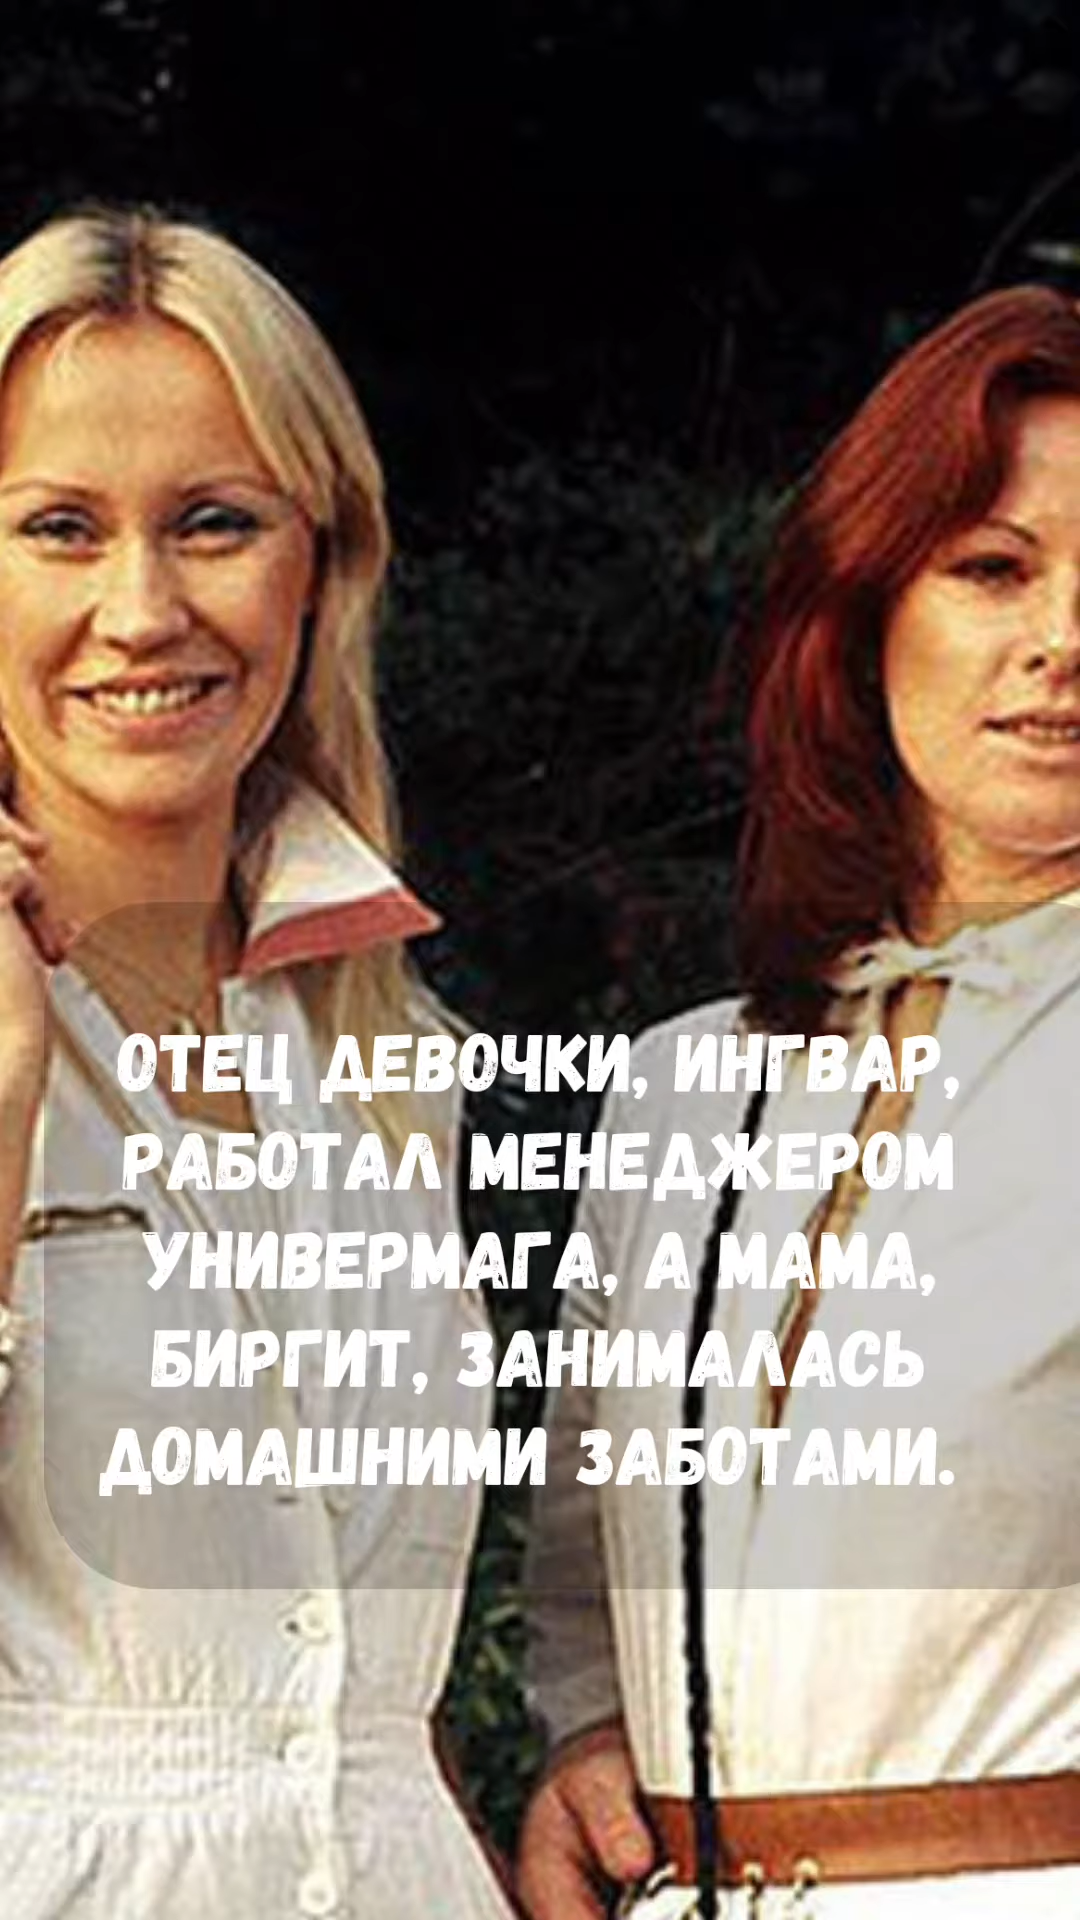 ОТЕЦ ДЕВОЧКИ, ИНГВАР,
РАБОТАЛ МЕНЕДЖЕРОМ
УНИВЕРМАГА, А МАМА,
БИРГИТ, ЗАНИМАЛАСЬ
ДОМАШНИМИ ЗАБОТАМИ.